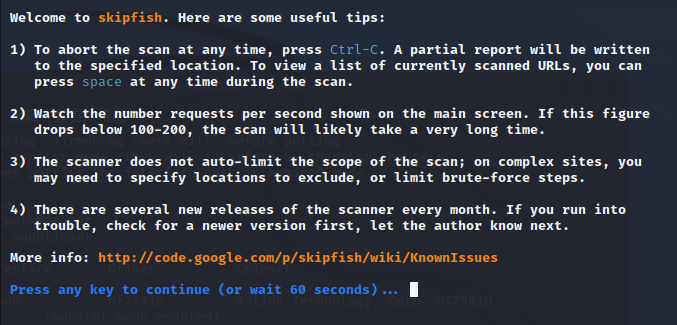 Welcome to skipfish. Here are some useful tips:
1) To abort the scan at any time, press Ctrl-C. A partial report will be written
to the specified location. To view a list of currently scanned URLs, you can
press space at any time during the scan.
2) Watch the number requests per second shown on the main screen. If this figure
drops below 100-200, the scan will likely take a very long time.
3) The scanner does not auto-limit the scope of the scan; on complex sites, you
may need to specify locations to exclude, or limit brute-force steps.
4) There are several new releases of the scanner every month. If you run into
trouble, check for a newer version first, let the author know next.
More info: http://code.google.com/p/skipfish/wiki/KnownIssues
Press any key to continue (or wait 60 seconds)...